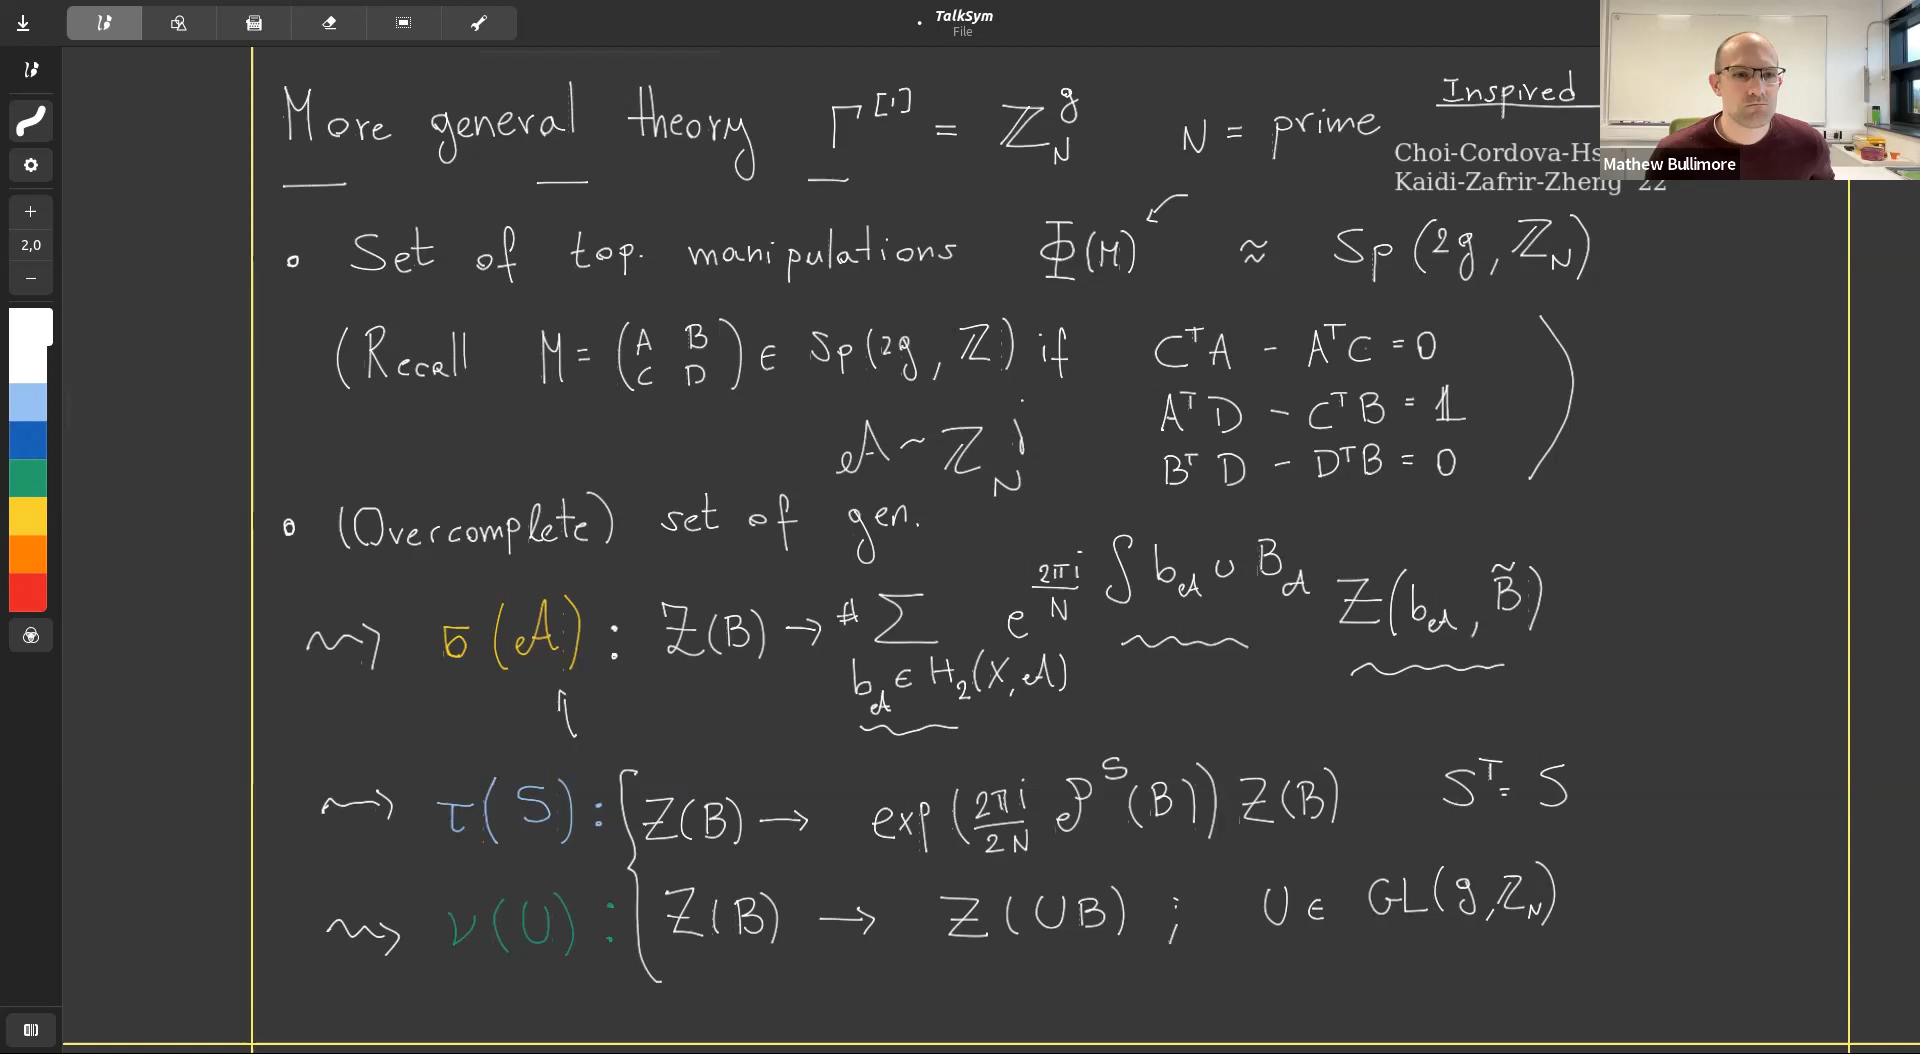 TalkSym
File
2,0
Mathew Bullimore
More general theory Γ^[1] = ℤ_N^g N = prime
Inspired
Choi-Cordova-Hs
Kaidi-Zafrir-Zheng 22
• Set of top. manipulations Φ(M) ≈ Sp(2g, ℤ_N)
(Recall M = (A B; C D) ∈ Sp(2g, ℤ) if C^T A - A^T C = 0
A^T D - C^T B = 𝟙
B^T D - D^T B = 0 )
𝒜 ~ ℤ_N^j
• (Overcomplete) set of gen.
⇝ σ(𝒜) : Z(B) → # Σ_{b_𝒜 ∈ H_2(X, 𝒜)} e^{2πi/N ∫ b_𝒜 ∪ B_𝒜} Z(b_𝒜, B̃)
⇝ τ(S) : { Z(B) → exp(2πi/2N 𝒫^S(B)) Z(B) S^T = S
⇝ ν(U) : Z(B) → Z(UB) ; U ∈ GL(g, ℤ_N)